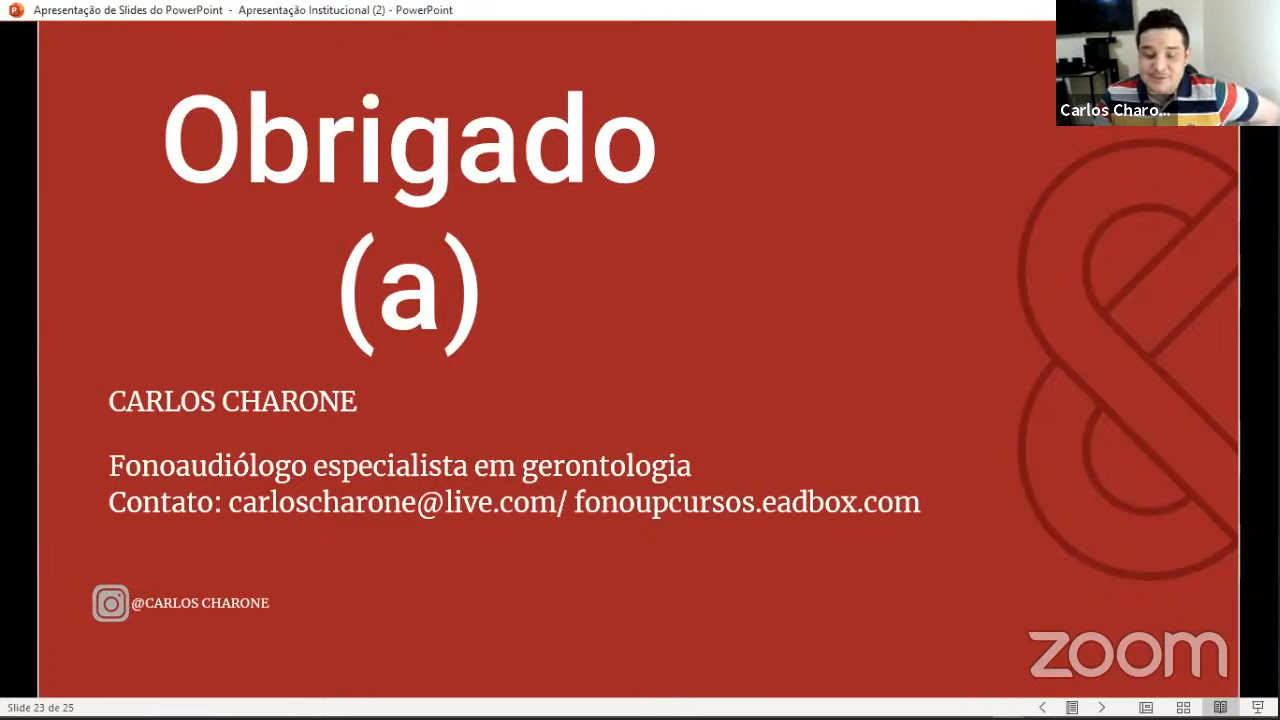 Apresentação de Slides do PowerPoint - Apresentação Institucional (2) - PowerPoint
Carlos Charo...
Obrigado
(a)
CARLOS CHARONE
Fonoaudiólogo especialista em gerontologia
Contato: carloscharone@live.com/ fonoupcursos.eadbox.com
@CARLOS CHARONE
zoom
Slide 23 de 25